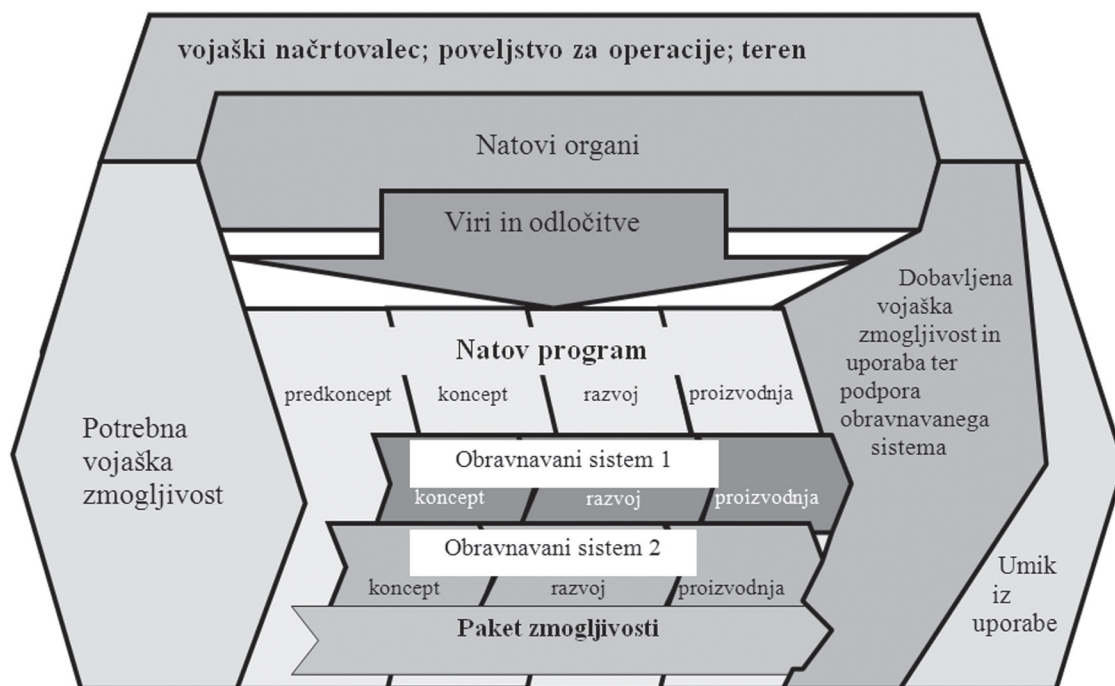 vojaški načrtovalec; poveljstvo za operacije; teren
Natovi organi
Viri in odločitve
Natov program
predkoncept
koncept
razvoj
proizvodnja
Potrebna
vojaška
zmogljivost
Obravnavani sistem 1
koncept
razvoj
proizvodnja
Obravnavani sistem 2
koncept
razvoj
proizvodnja
Paket zmogljivosti
Dobavljena
vojaška
zmogljivost in
uporaba ter
podpora
obravnavanega
sistema
Umik
iz
uporabe